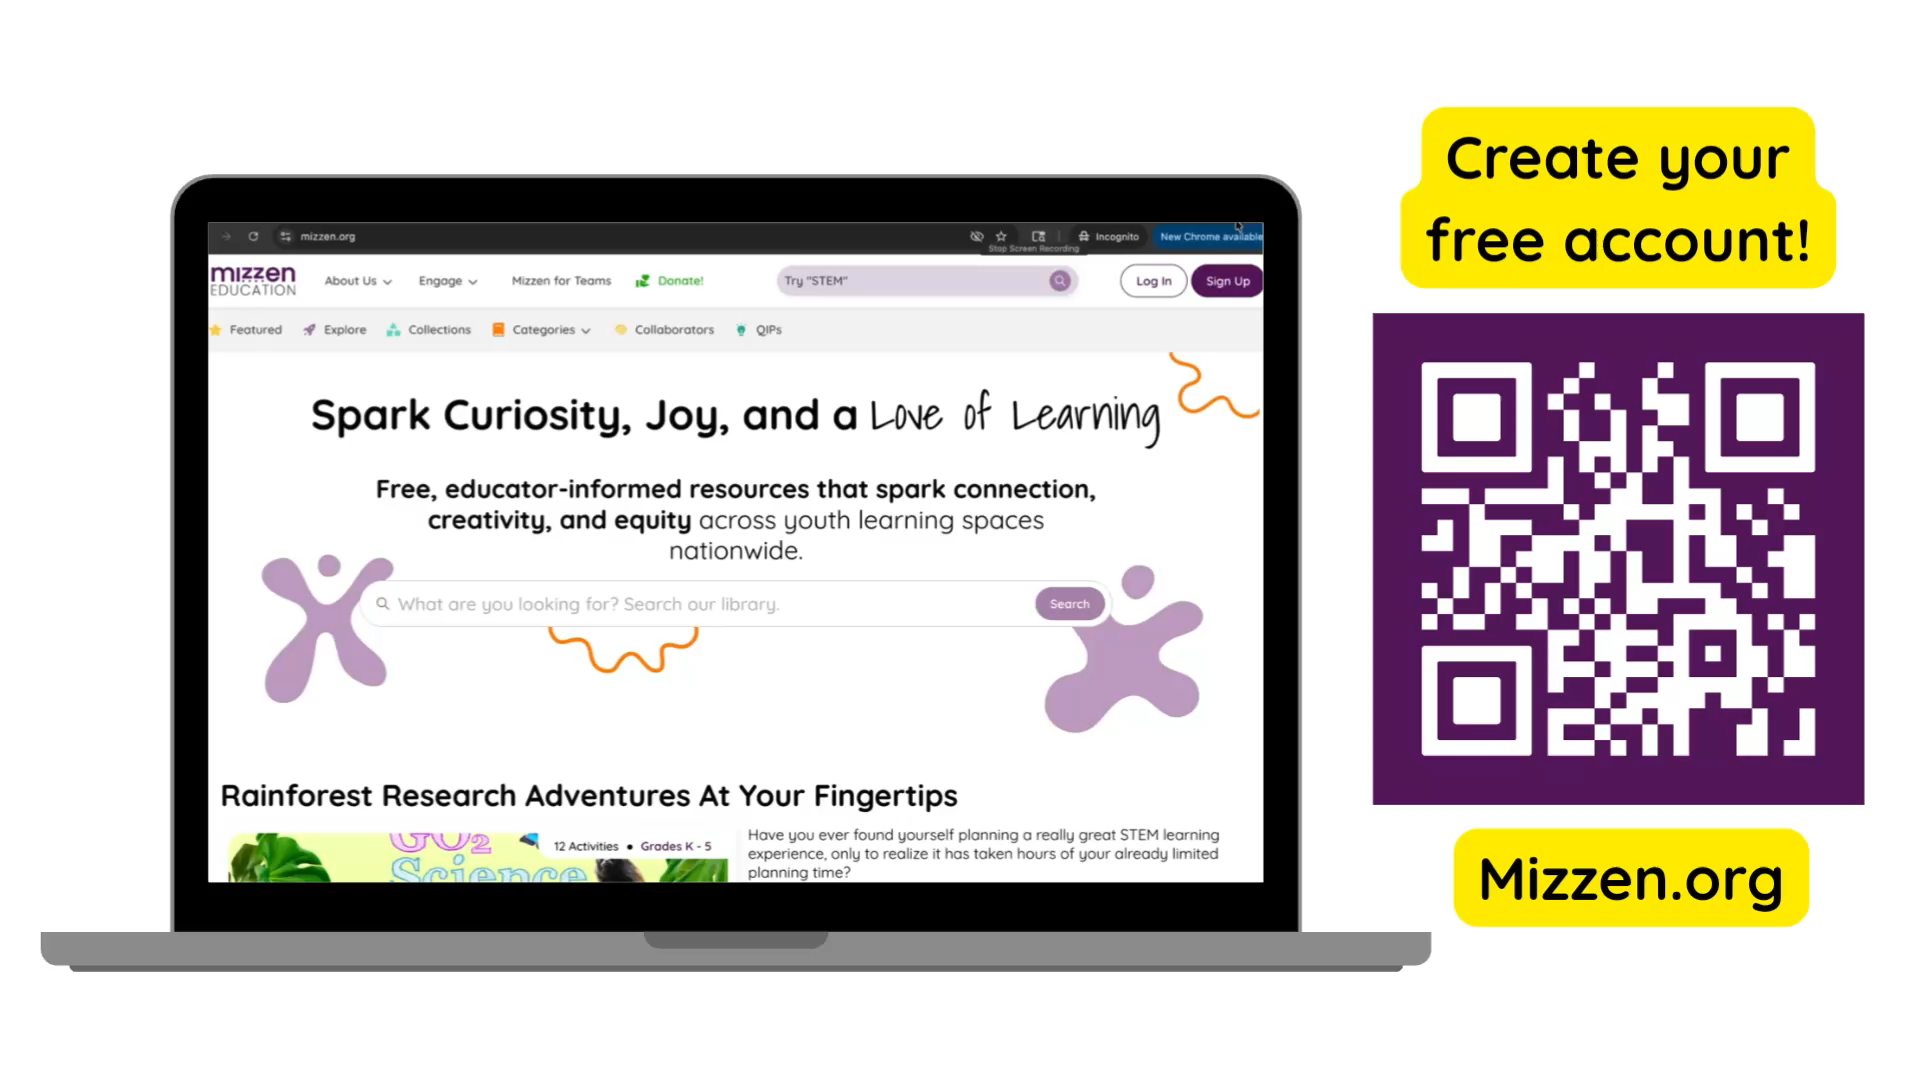 mizzen.org
Incognito
New Chrome available
Stop Screen Recording
mizzen
EDUCATION
About Us
Engage
Mizzen for Teams
Donate!
Try "STEM"
Log In
Sign Up
Featured
Explore
Collections
Categories
Collaborators
QIPs
Spark Curiosity, Joy, and a Love of Learning
Free, educator-informed resources that spark connection,
creativity, and equity across youth learning spaces
nationwide.
What are you looking for? Search our library.
Search
Rainforest Research Adventures At Your Fingertips
GO2
Science
12 Activities • Grades K - 5
Have you ever found yourself planning a really great STEM learning
experience, only to realize it has taken hours of your already limited
planning time?
Create your
free account!
Mizzen.org